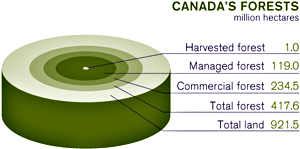 CANADA'S FORESTS
million hectares
Harvested forest 1.0
Managed forest 119.0
Commercial forest 234.5
Total forest 417.6
Total land 921.5